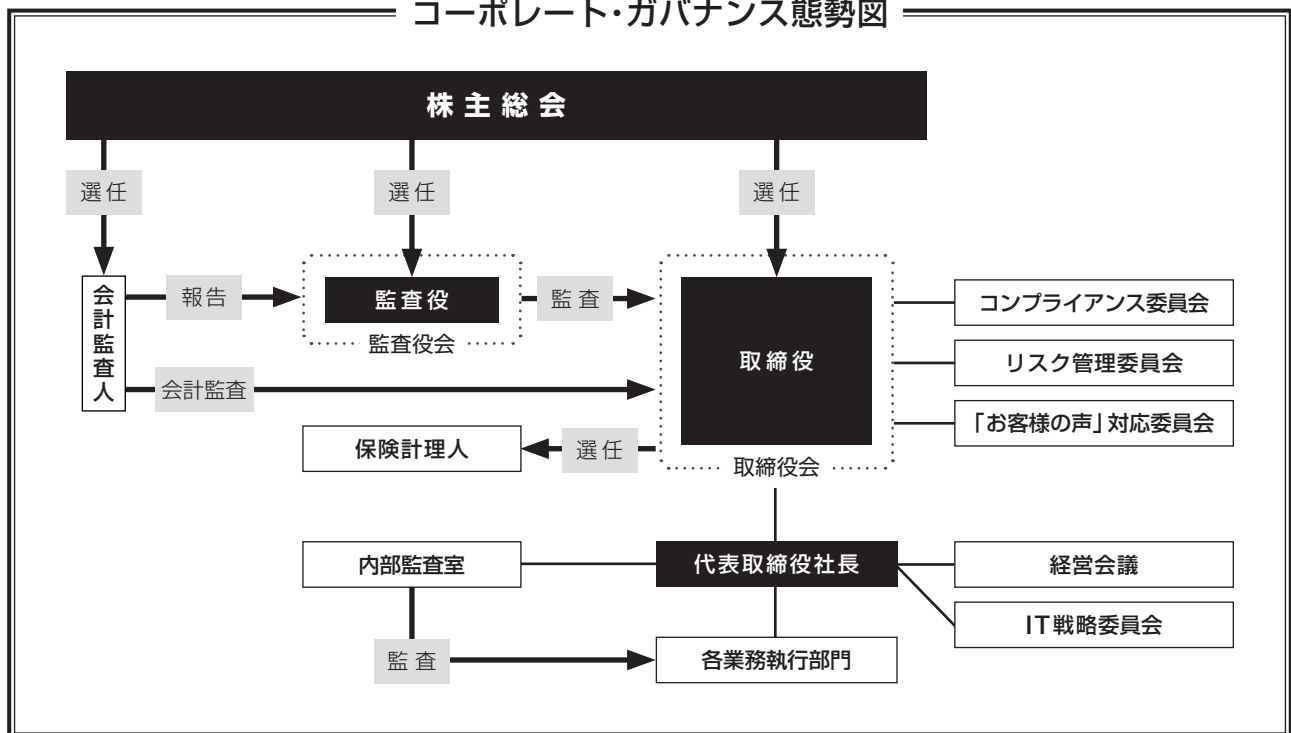 コーポレート・ガバナンス態勢図
株主総会
選任
選任
選任
会計監査人
報告
監査役
監査役会
監査
取締役
取締役会
コンプライアンス委員会
リスク管理委員会
「お客様の声」対応委員会
会計監査
保険計理人
選任
内部監査室
代表取締役社長
経営会議
IT戦略委員会
監査
各業務執行部門